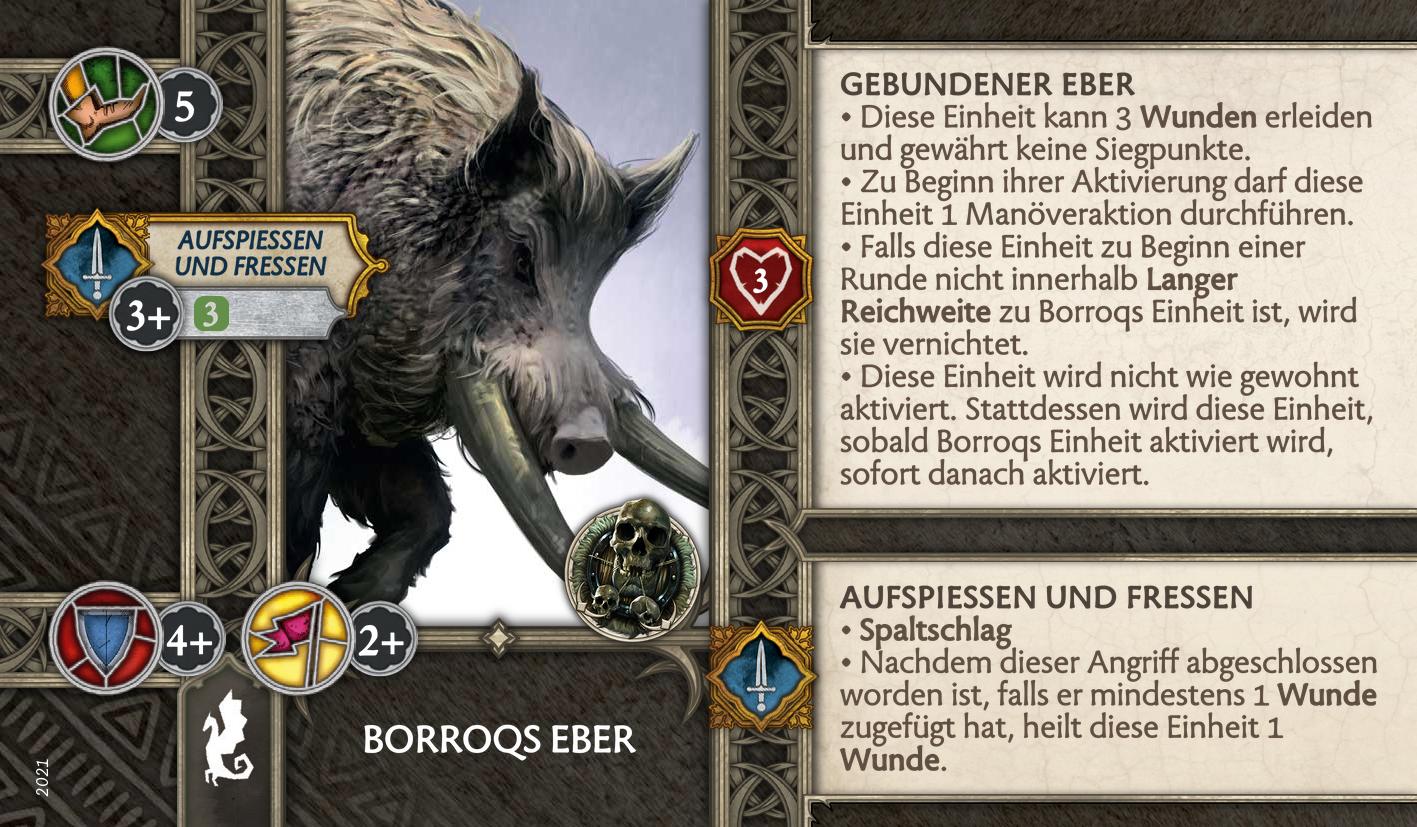 5
AUFSPIESSEN
UND FRESSEN
3+
3
4+
2+
BORROQS EBER
2021
3
GEBUNDENER EBER
• Diese Einheit kann 3 Wunden erleiden
und gewährt keine Siegpunkte.
• Zu Beginn ihrer Aktivierung darf diese
Einheit 1 Manöveraktion durchführen.
• Falls diese Einheit zu Beginn einer
Runde nicht innerhalb Langer
Reichweite zu Borroqs Einheit ist, wird
sie vernichtet.
• Diese Einheit wird nicht wie gewohnt
aktiviert. Stattdessen wird diese Einheit,
sobald Borroqs Einheit aktiviert wird,
sofort danach aktiviert.
AUFSPIESSEN UND FRESSEN
• Spaltschlag
• Nachdem dieser Angriff abgeschlossen
worden ist, falls er mindestens 1 Wunde
zugefügt hat, heilt diese Einheit 1
Wunde.